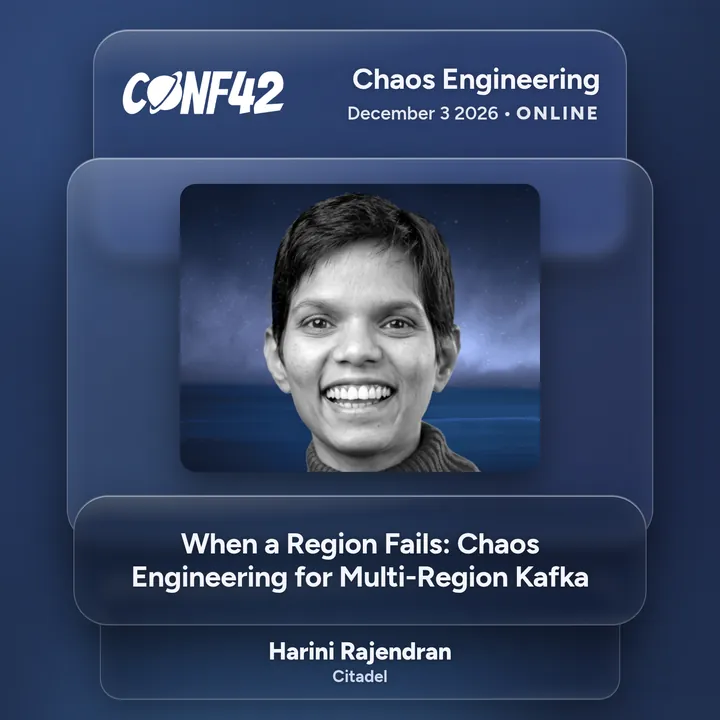 CONF42
Chaos Engineering
December 3 2026 • ONLINE
When a Region Fails: Chaos
Engineering for Multi-Region Kafka
Harini Rajendran
Citadel